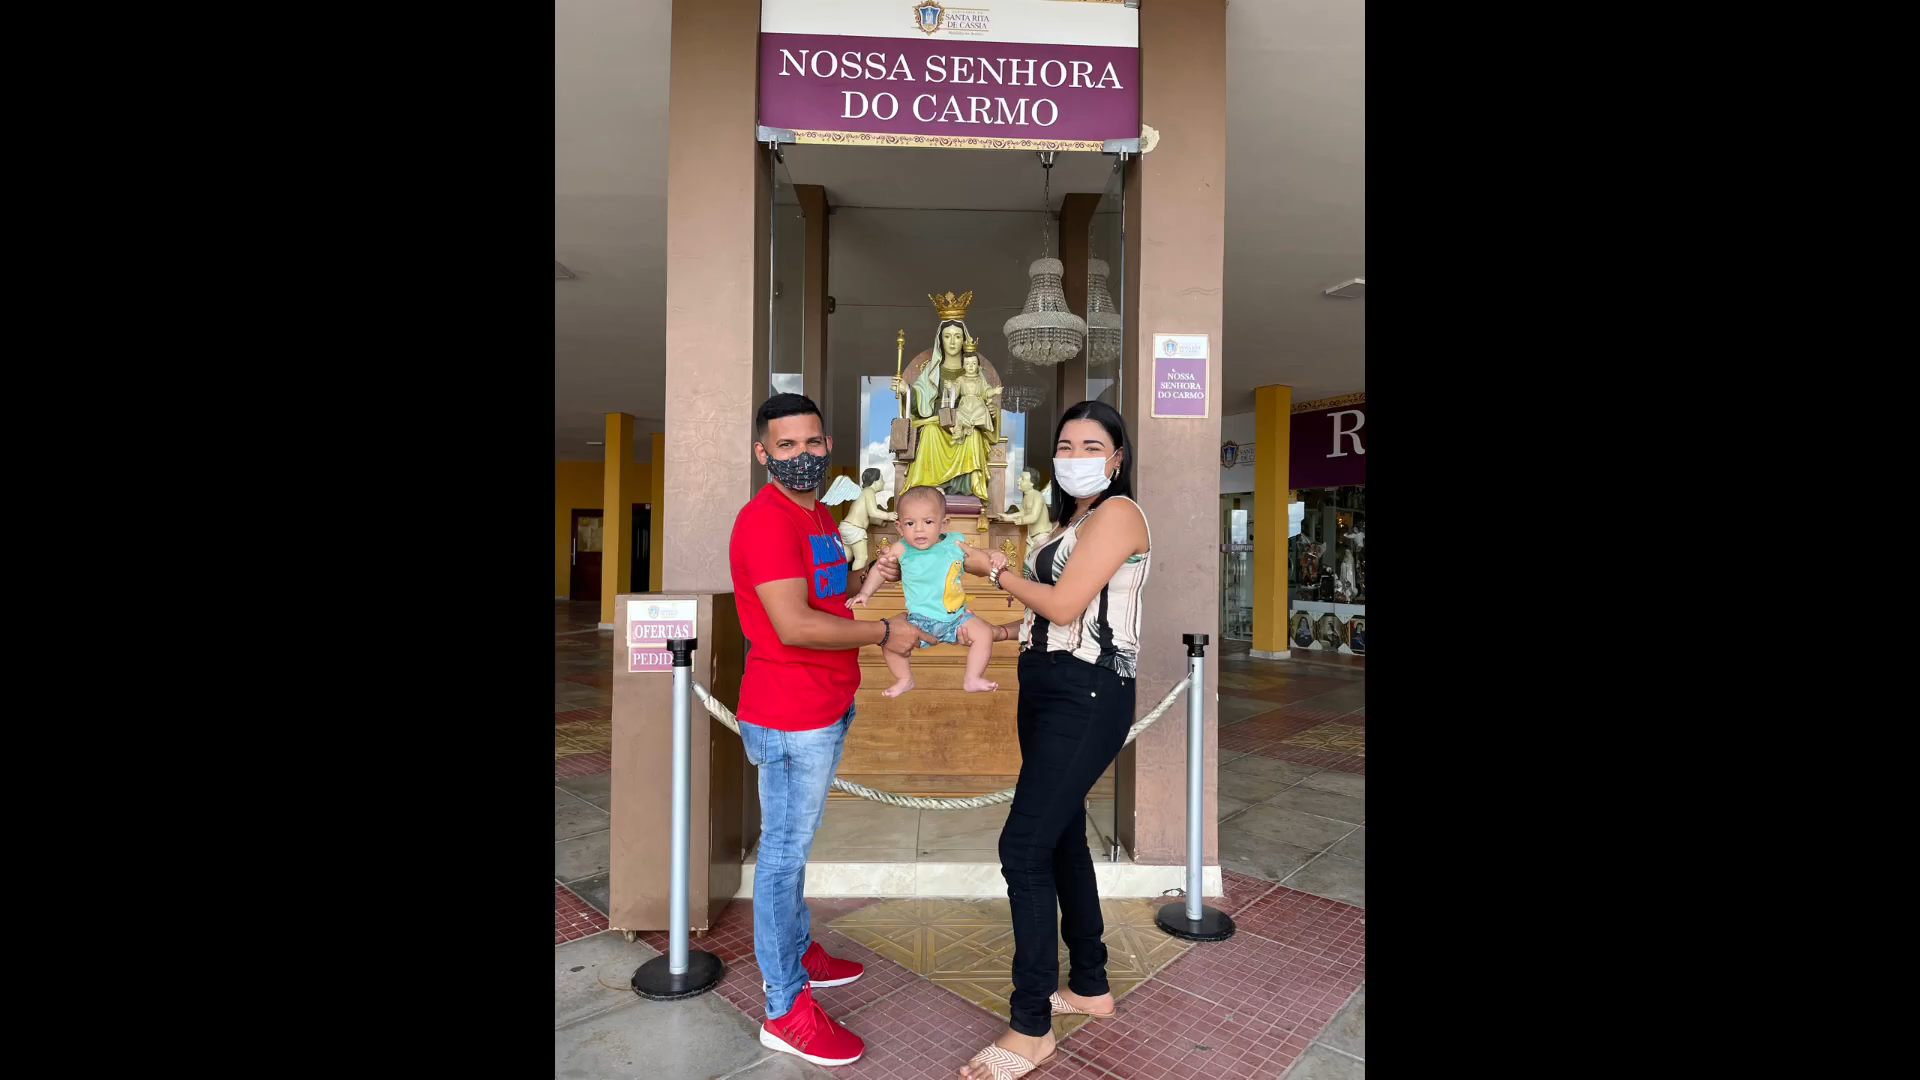 SANTA RITA
DE CÁSSIA
NOSSA SENHORA
DO CARMO
NOSSA
SENHORA
DO CARMO
R
OFERTAS
PEDID